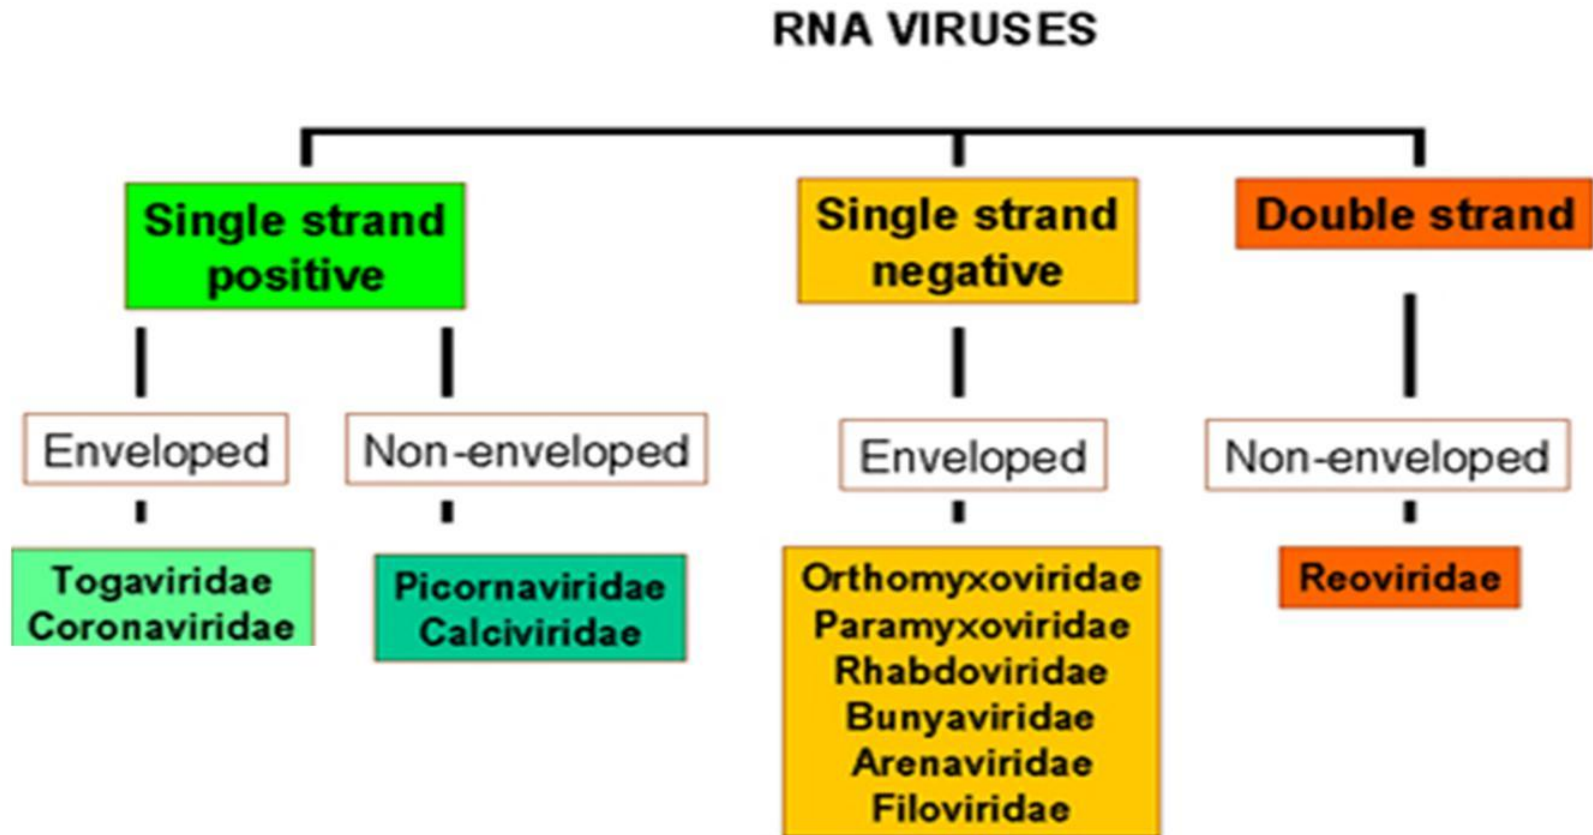 RNA VIRUSES
Single strand
positive
Single strand
negative
Double strand
Enveloped
Non-enveloped
Enveloped
Non-enveloped
Togaviridae
Coronaviridae
Picornaviridae
Calciviridae
Orthomyxoviridae
Paramyxoviridae
Rhabdoviridae
Bunyaviridae
Arenaviridae
Filoviridae
Reoviridae